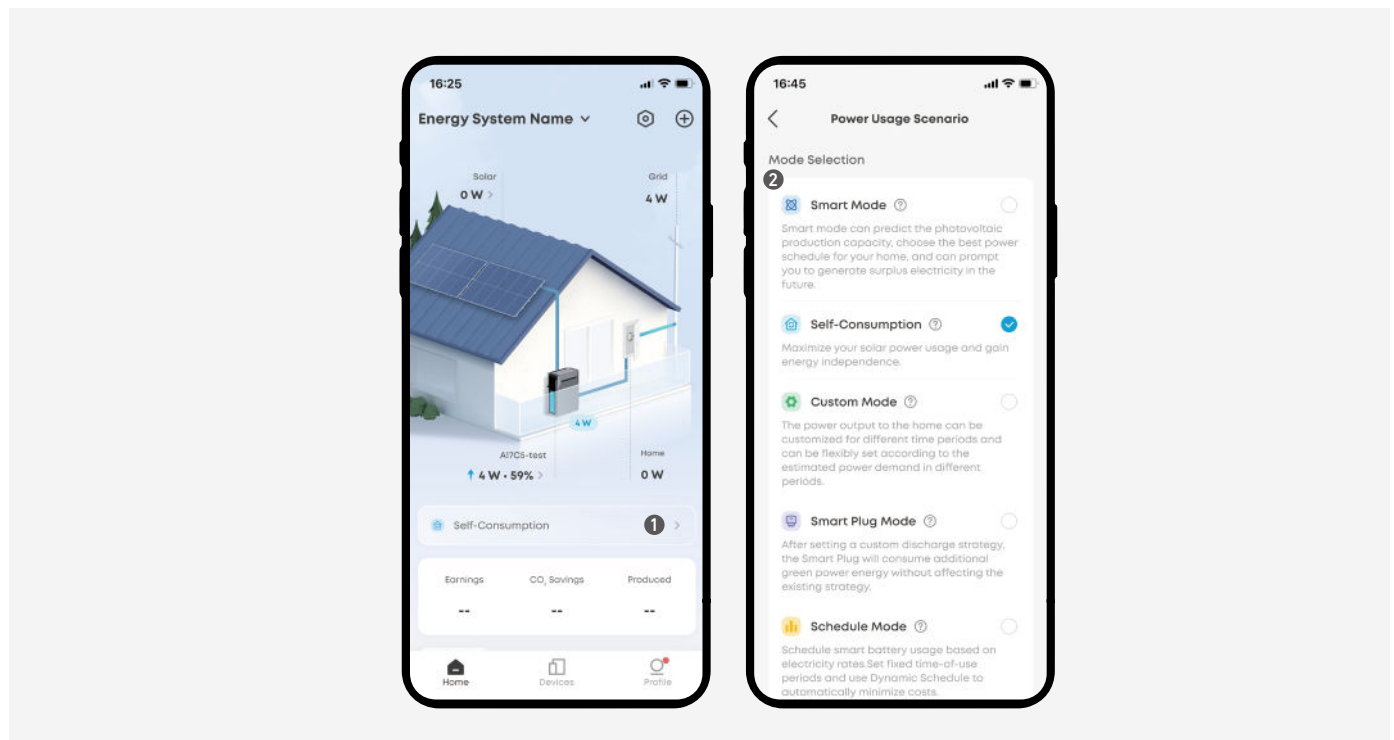 16:25
Energy System Name
Solar
0 W >
Grid
4 W
4 W
A17C5-test
↑ 4 W • 59% >
Home
0 W
Self-Consumption
1
Earnings
CO₂ Savings
Produced
--
--
--
Home
Devices
Profile
16:45
Power Usage Scenario
Mode Selection
2
Smart Mode ?
Smart mode can predict the photovoltaic
production capacity, choose the best power
schedule for your home, and can prompt
you to generate surplus electricity in the
future.
Self-Consumption ?
Maximize your solar power usage and gain
energy independence.
Custom Mode ?
The power output to the home can be
customized for different time periods and
can be flexibly set according to the
estimated power demand in different
periods.
Smart Plug Mode ?
After setting a custom discharge strategy,
the Smart Plug will consume additional
green power energy without affecting the
existing strategy.
Schedule Mode ?
Schedule smart battery usage based on
electricity rates.Set fixed time-of-use
periods and use Dynamic Schedule to
automatically minimize costs.